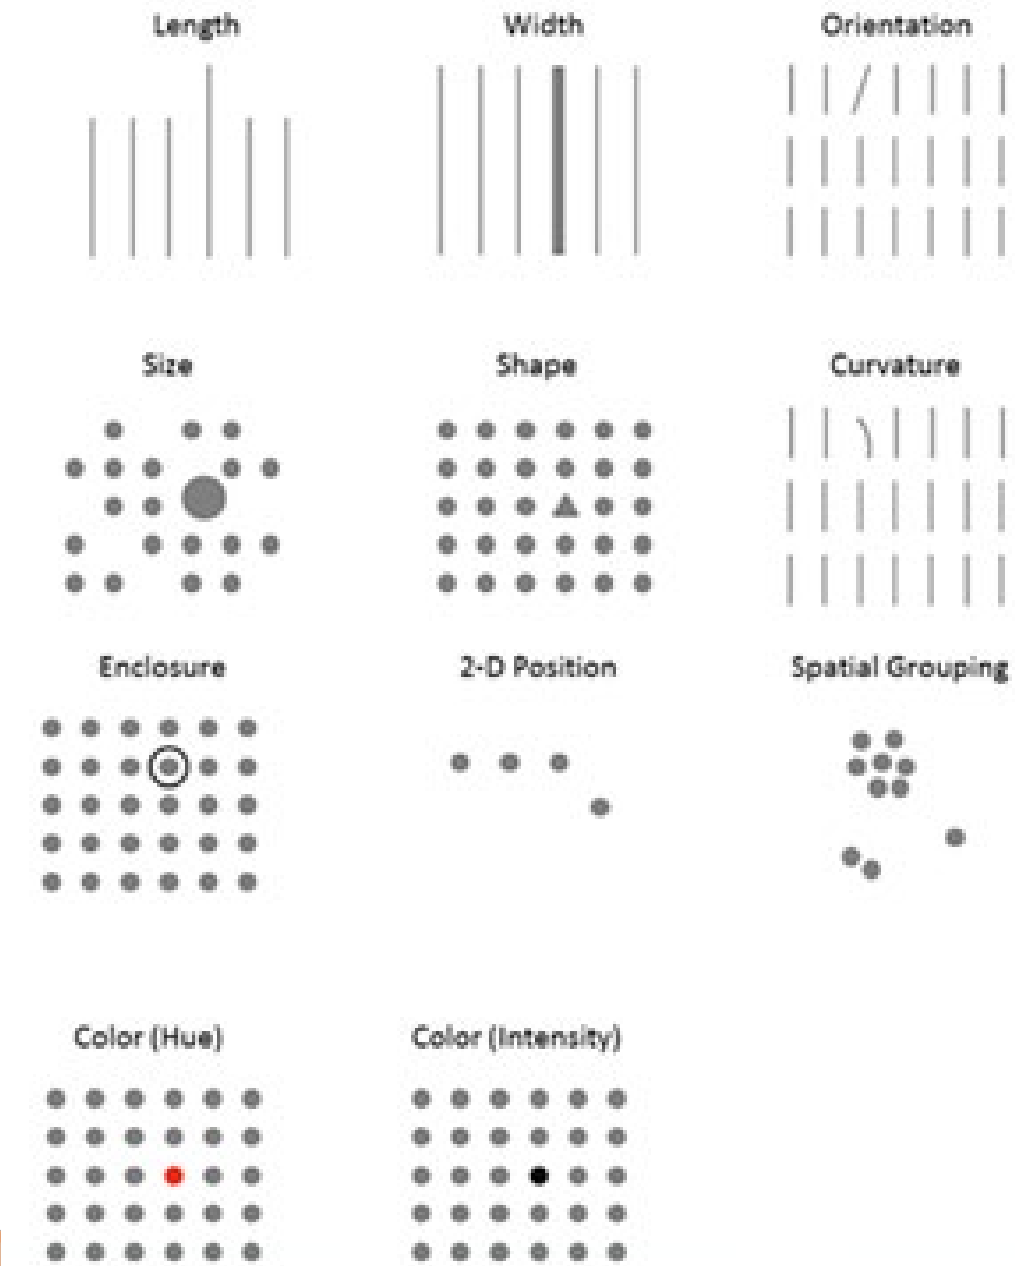 Length
Width
Orientation
Size
Shape
Curvature
Enclosure
2-D Position
Spatial Grouping
Color (Hue)
Color (Intensity)